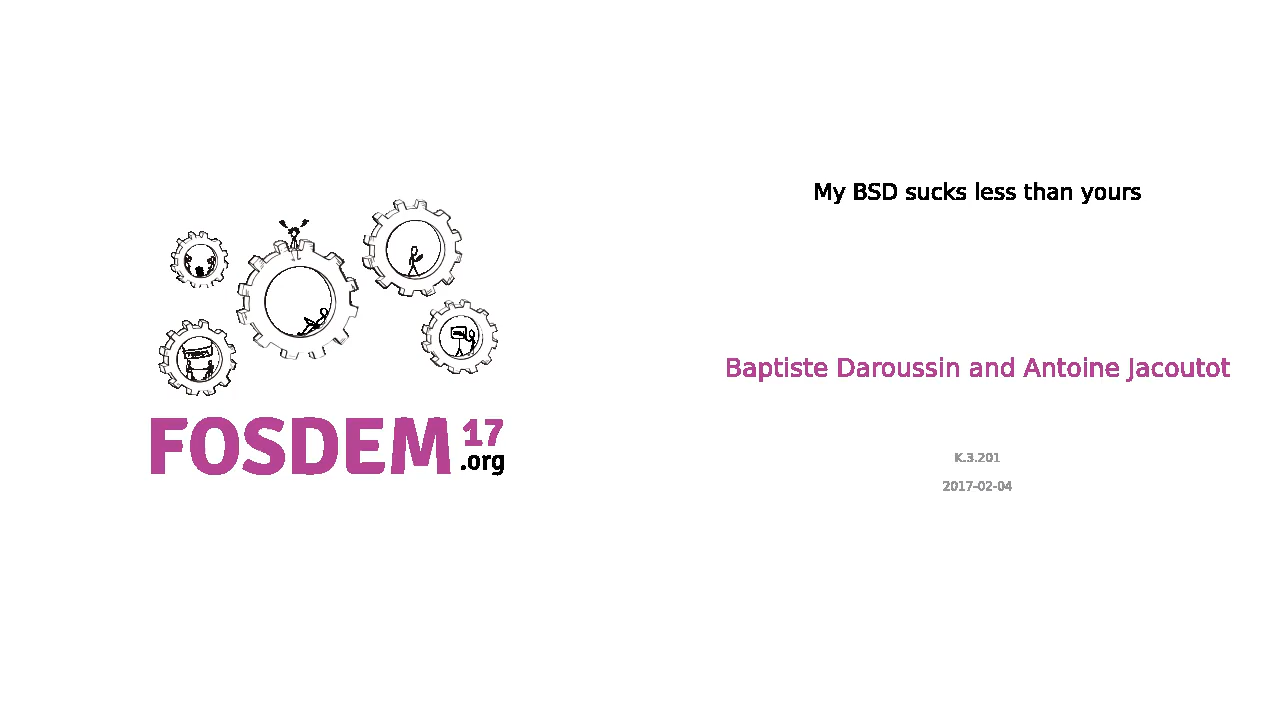 FOSDEM 17
.org
My BSD sucks less than yours
Baptiste Daroussin and Antoine Jacoutot
K.3.201
2017-02-04